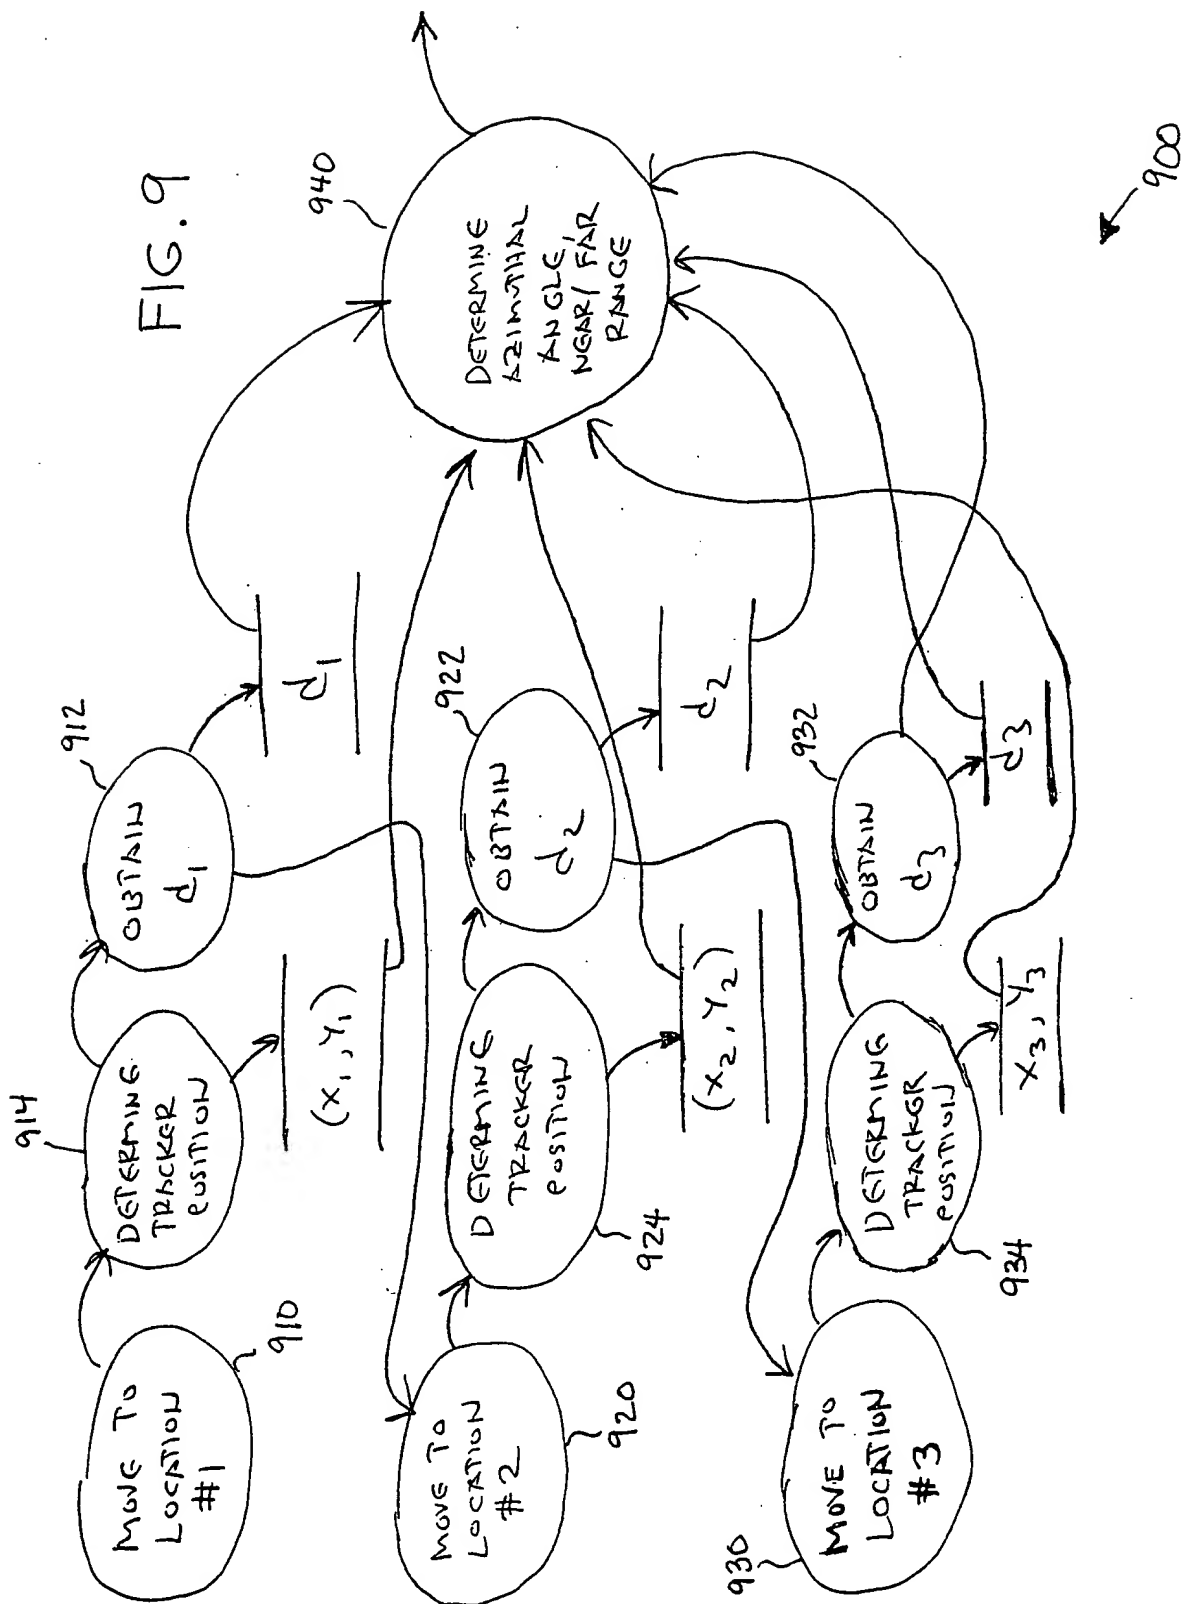 FIG. 9
914
912
MOVE TO
LOCATION
#1
910
DETERMINE
TRACKER
POSITION
(x1, y1)
OBTAIN
d1
d1
MOVE TO
LOCATION
#2
920
DETERMINE
TRACKER
POSITION
924
(x2, y2)
OBTAIN
d2
922
d2
MOVE TO
LOCATION
#3
930
DETERMINE
TRACKER
POSITION
934
x3, y3
OBTAIN
d3
932
d3
940
DETERMINE
AZIMUTHAL
ANGLE,
NEAR/FAR
RANGE
900